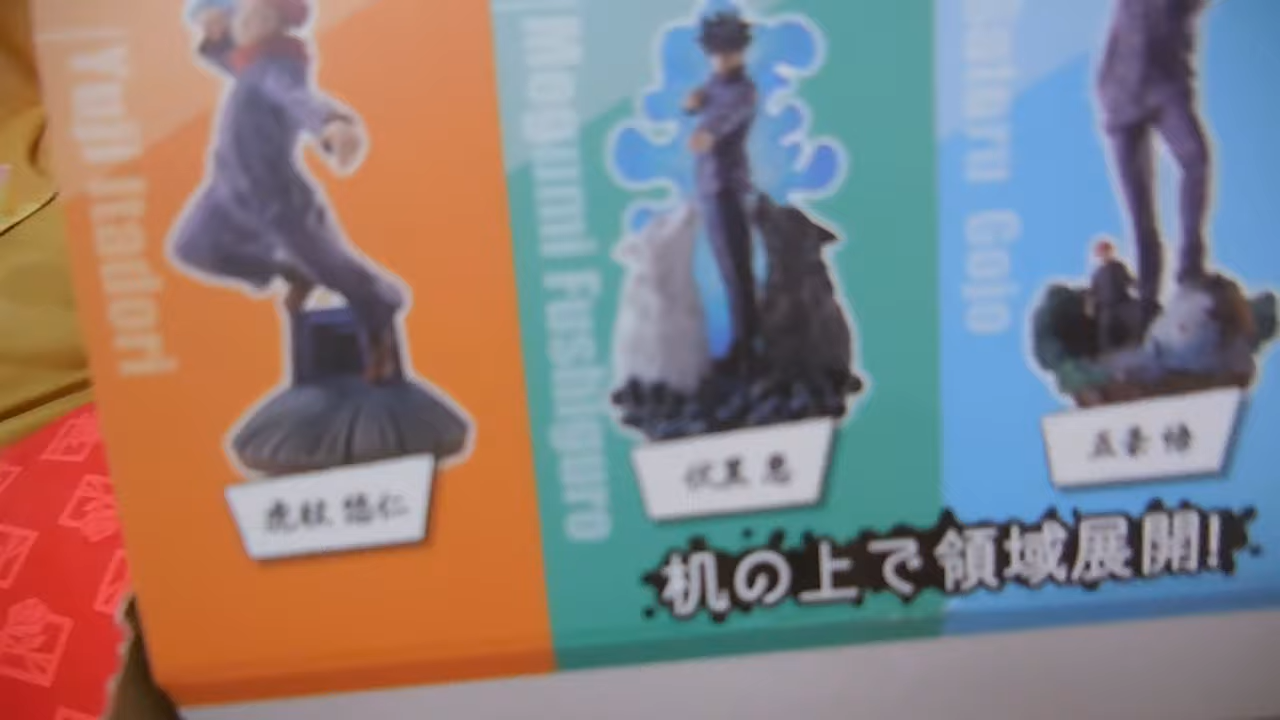 Yuji Itadori
虎杖 悠仁
Megumi Fushiguro
伏黒 恵
Satoru Gojo
五条 悟
机の上で領域展開!